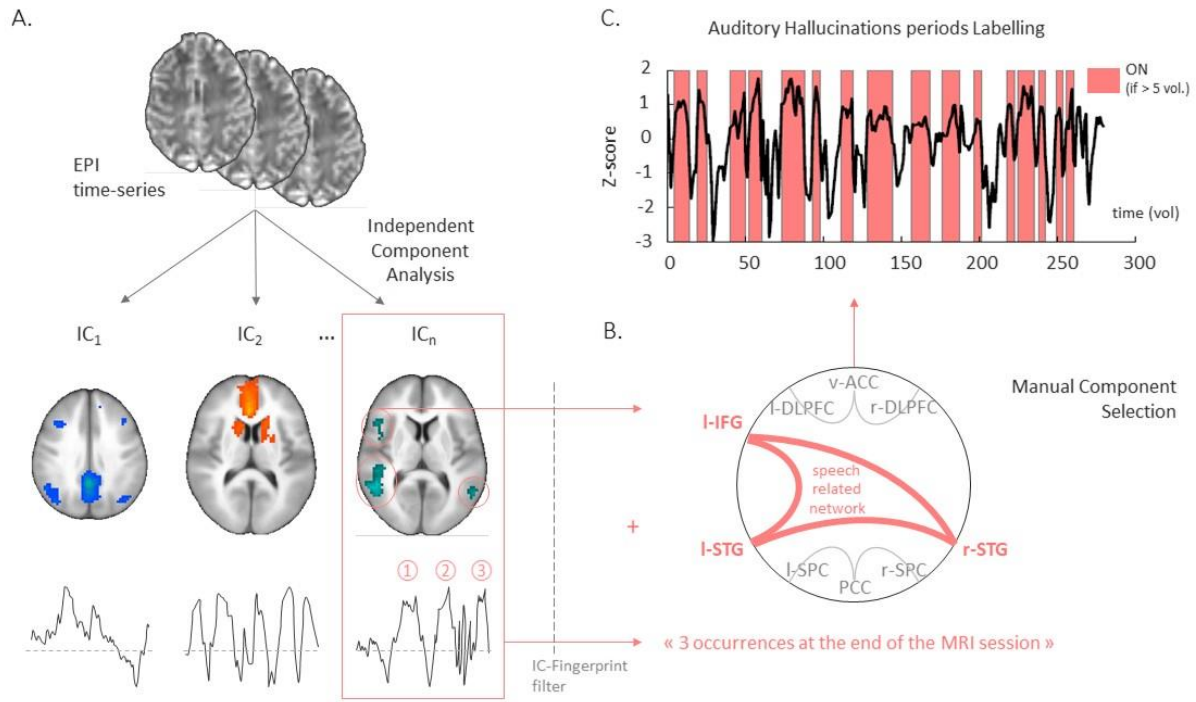 A.
EPI
time-series
Independent
Component
Analysis
IC1
IC2
...
ICn
① ② ③
IC-Fingerprint
filter
B.
Manual Component
Selection
v-ACC
l-DLPFC
r-DLPFC
l-IFG
speech
related
network
+
l-STG
r-STG
l-SPC
r-SPC
PCC
« 3 occurrences at the end of the MRI session »
C.
Auditory Hallucinations periods Labelling
ON
(if > 5 vol.)
Z-score
2
1
0
-1
-2
-3
time (vol)
0 50 100 150 200 250 300